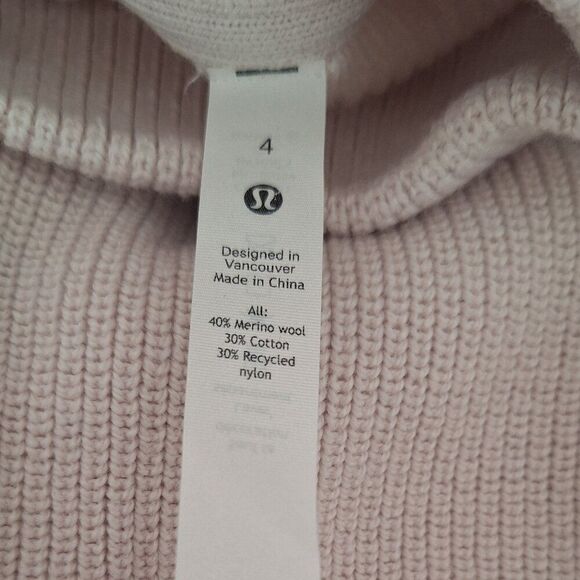 4
Designed in
Vancouver
Made in China
All:
40% Merino wool
30% Cotton
30% Recycled
nylon